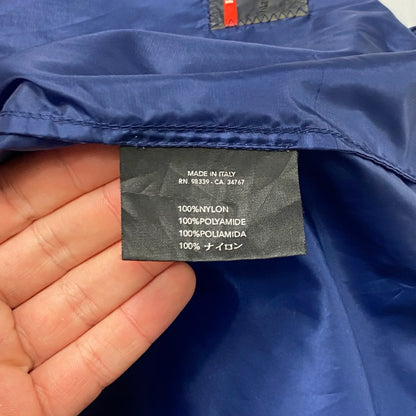 MADE IN ITALY
RN. 98339 - CA. 34767
100%NYLON
100%POLYAMIDE
100%POLIAMIDA
100% ナイロン